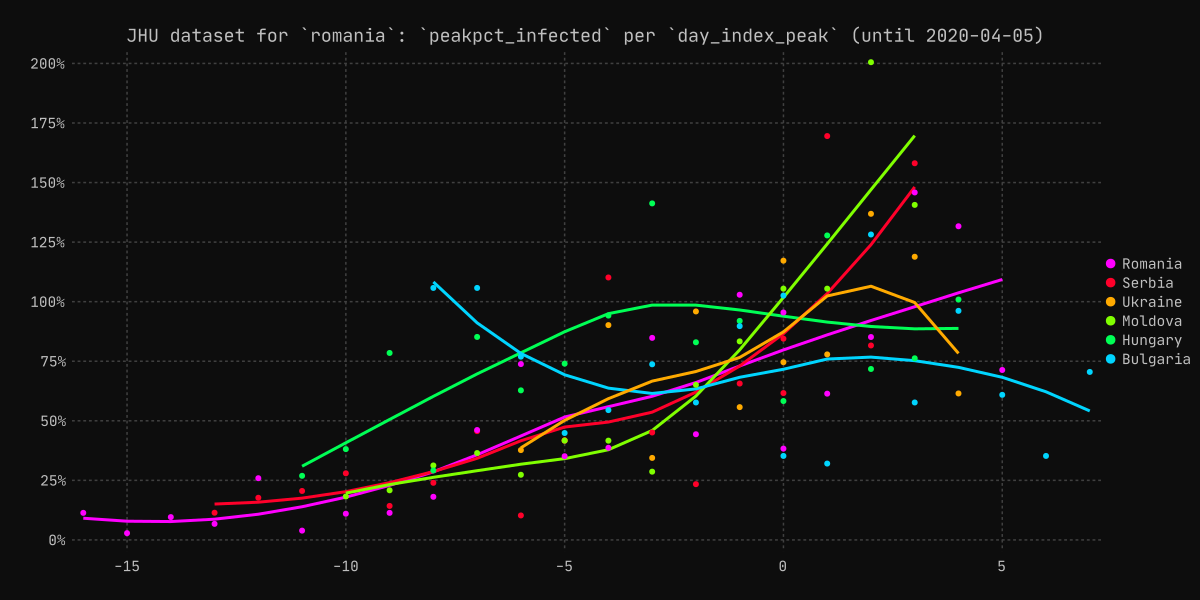 JHU dataset for `romania`: `peakpct_infected` per `day_index_peak` (until 2020-04-05)
200%
175%
150%
125%
100%
75%
50%
25%
0%
-15 -10 -5 0 5
Romania
Serbia
Ukraine
Moldova
Hungary
Bulgaria